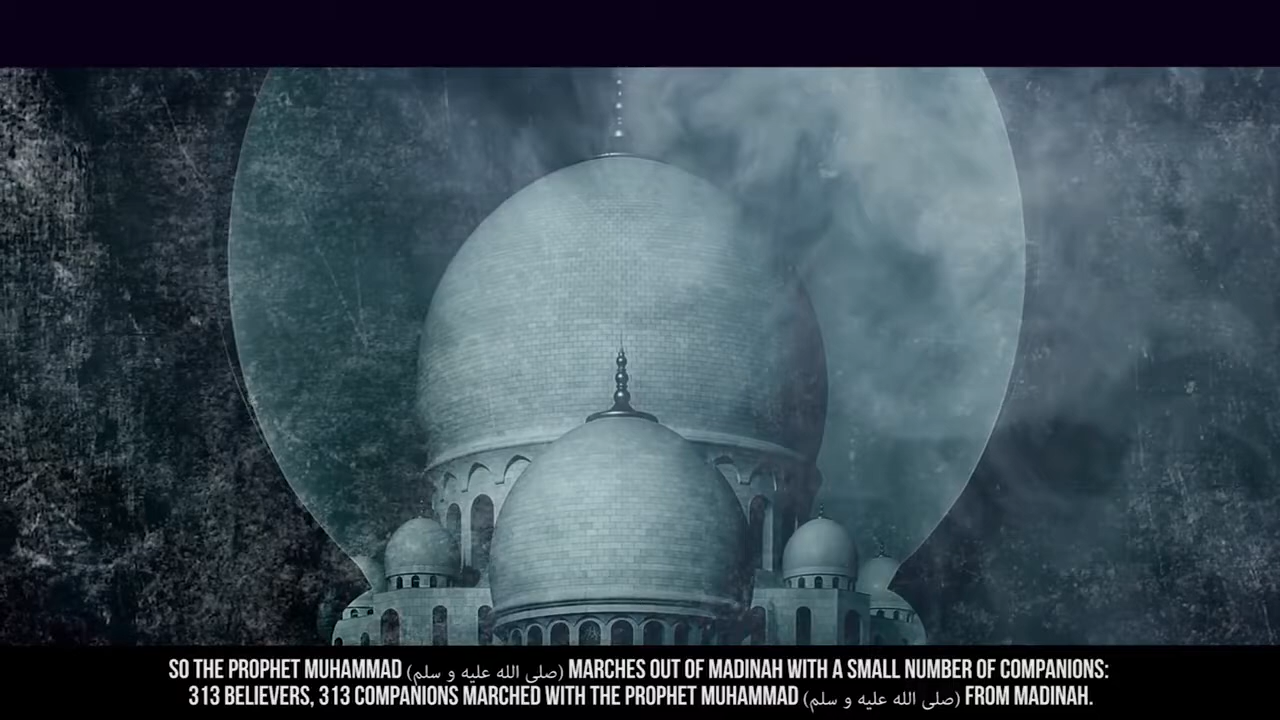 SO THE PROPHET MUHAMMAD (صلى الله عليه و سلم) MARCHES OUT OF MADINAH WITH A SMALL NUMBER OF COMPANIONS:
313 BELIEVERS, 313 COMPANIONS MARCHED WITH THE PROPHET MUHAMMAD (صلى الله عليه و سلم) FROM MADINAH.